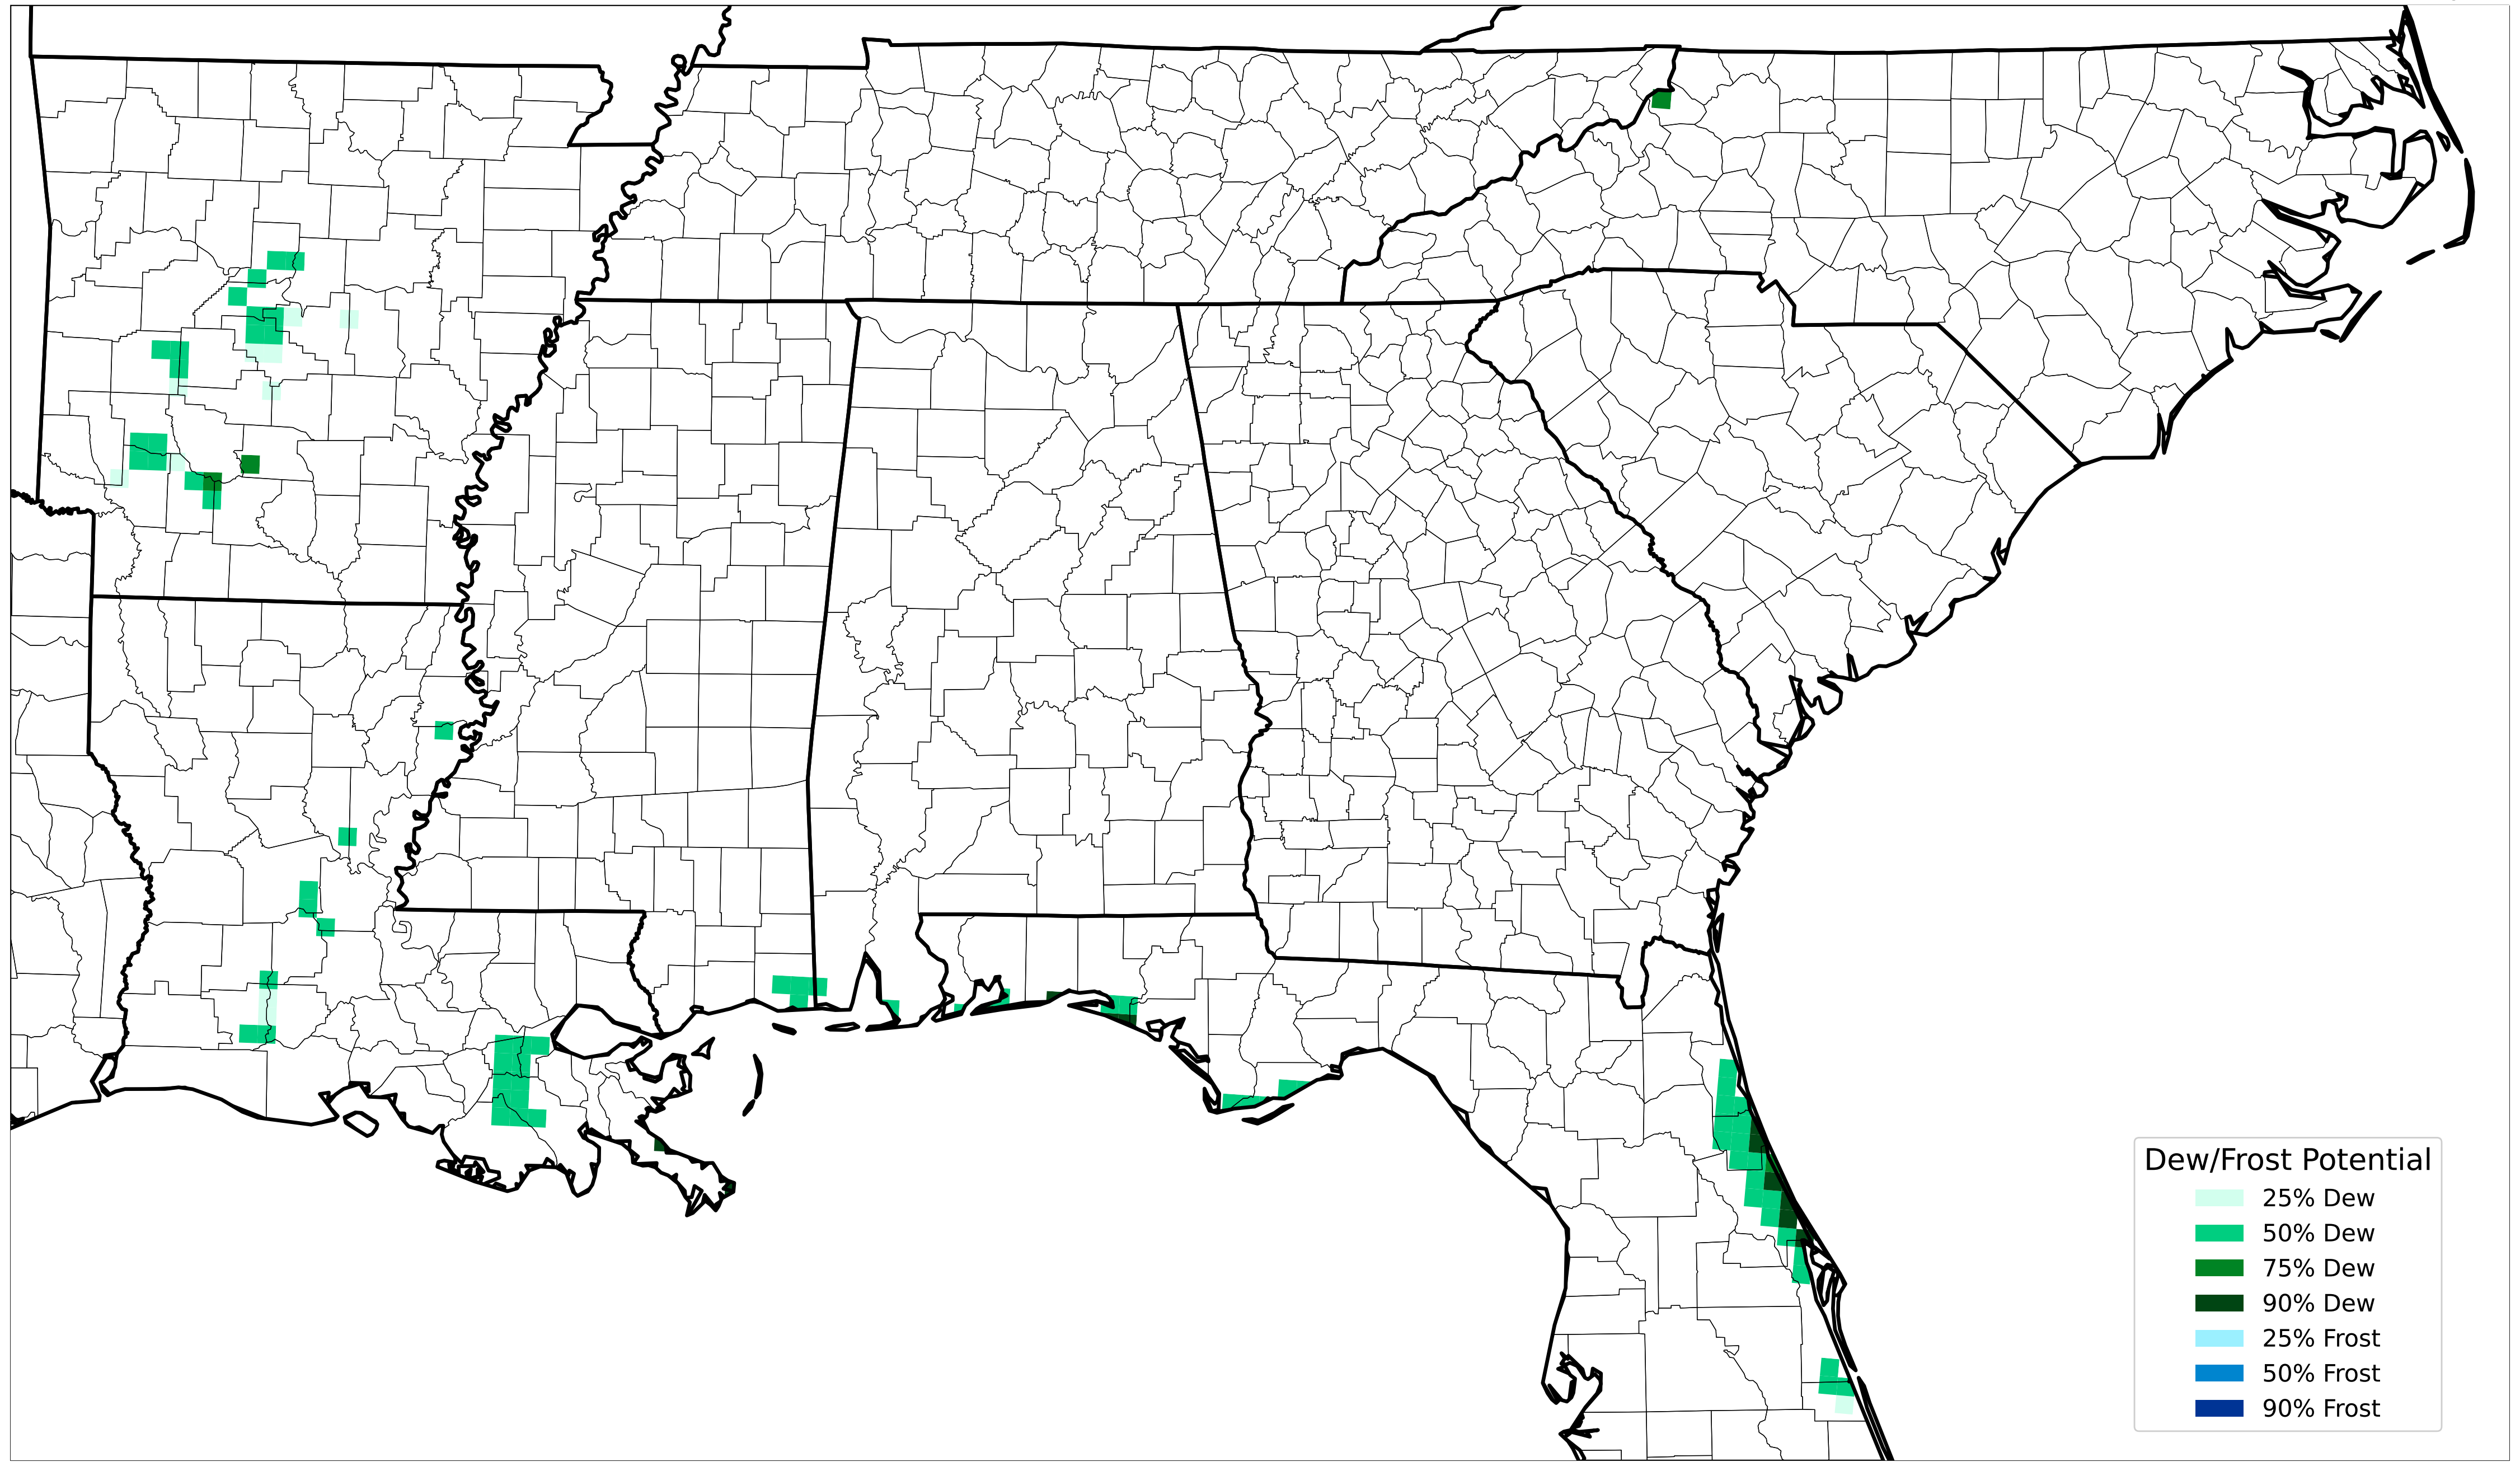 Dew/Frost Potential
25% Dew
50% Dew
75% Dew
90% Dew
25% Frost
50% Frost
90% Frost